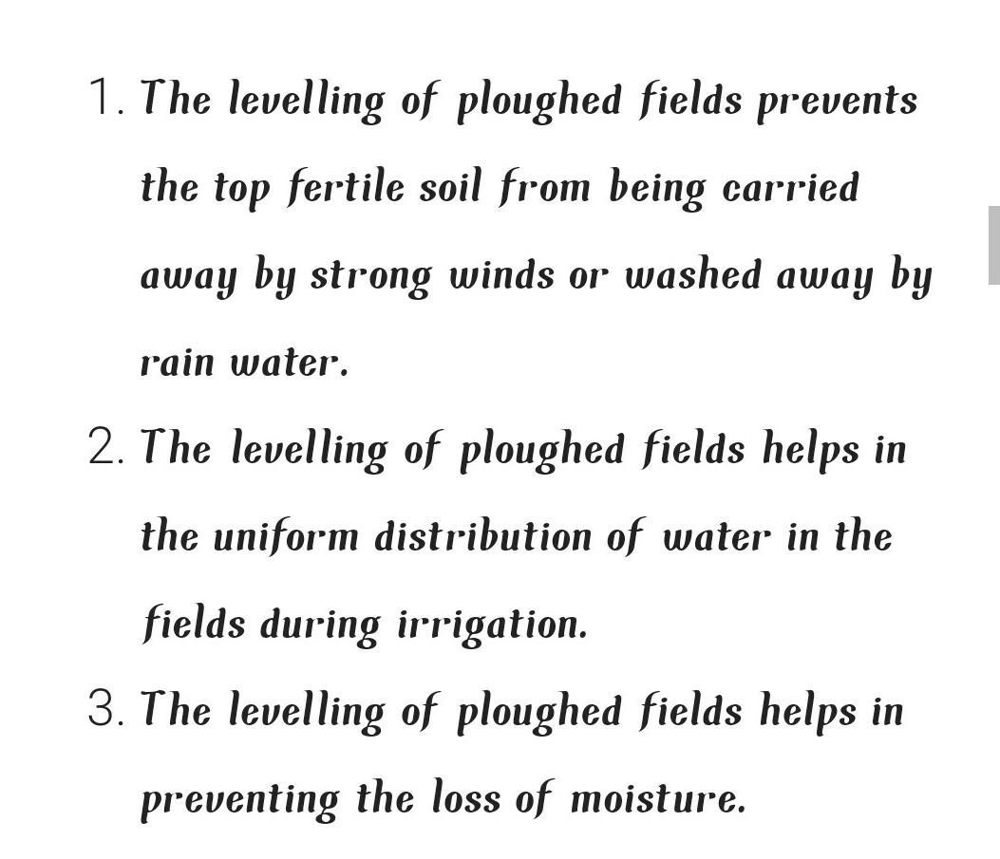 1. The levelling of ploughed fields prevents
the top fertile soil from being carried
away by strong winds or washed away by
rain water.
2. The levelling of ploughed fields helps in
the uniform distribution of water in the
fields during irrigation.
3. The levelling of ploughed fields helps in
preventing the loss of moisture.